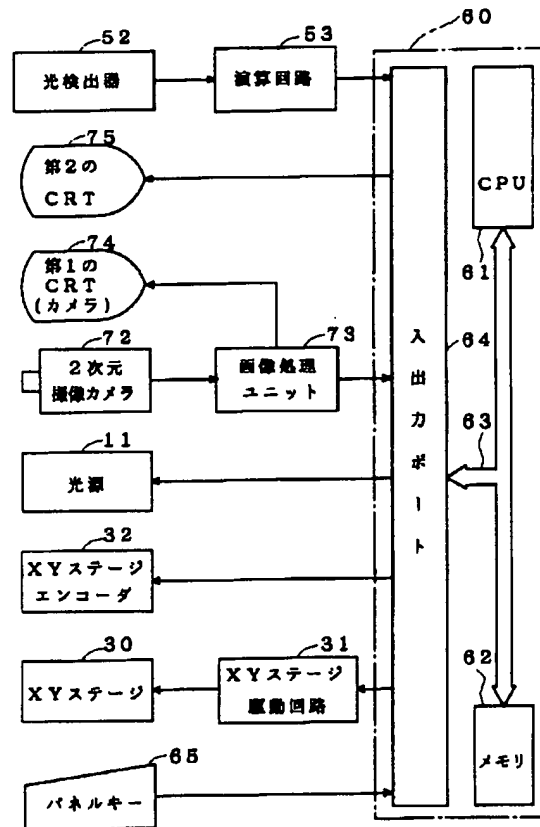 52
光検出器
53
演算回路
60
75
第2の
CRT
CPU
61
74
第1の
CRT
(カメラ)
72
2次元
撮像カメラ
73
画像処理
ユニット
64
入出力ポート
63
11
光源
32
XYステージ
エンコーダ
30
XYステージ
31
XYステージ
駆動回路
62
メモリ
65
パネルキー